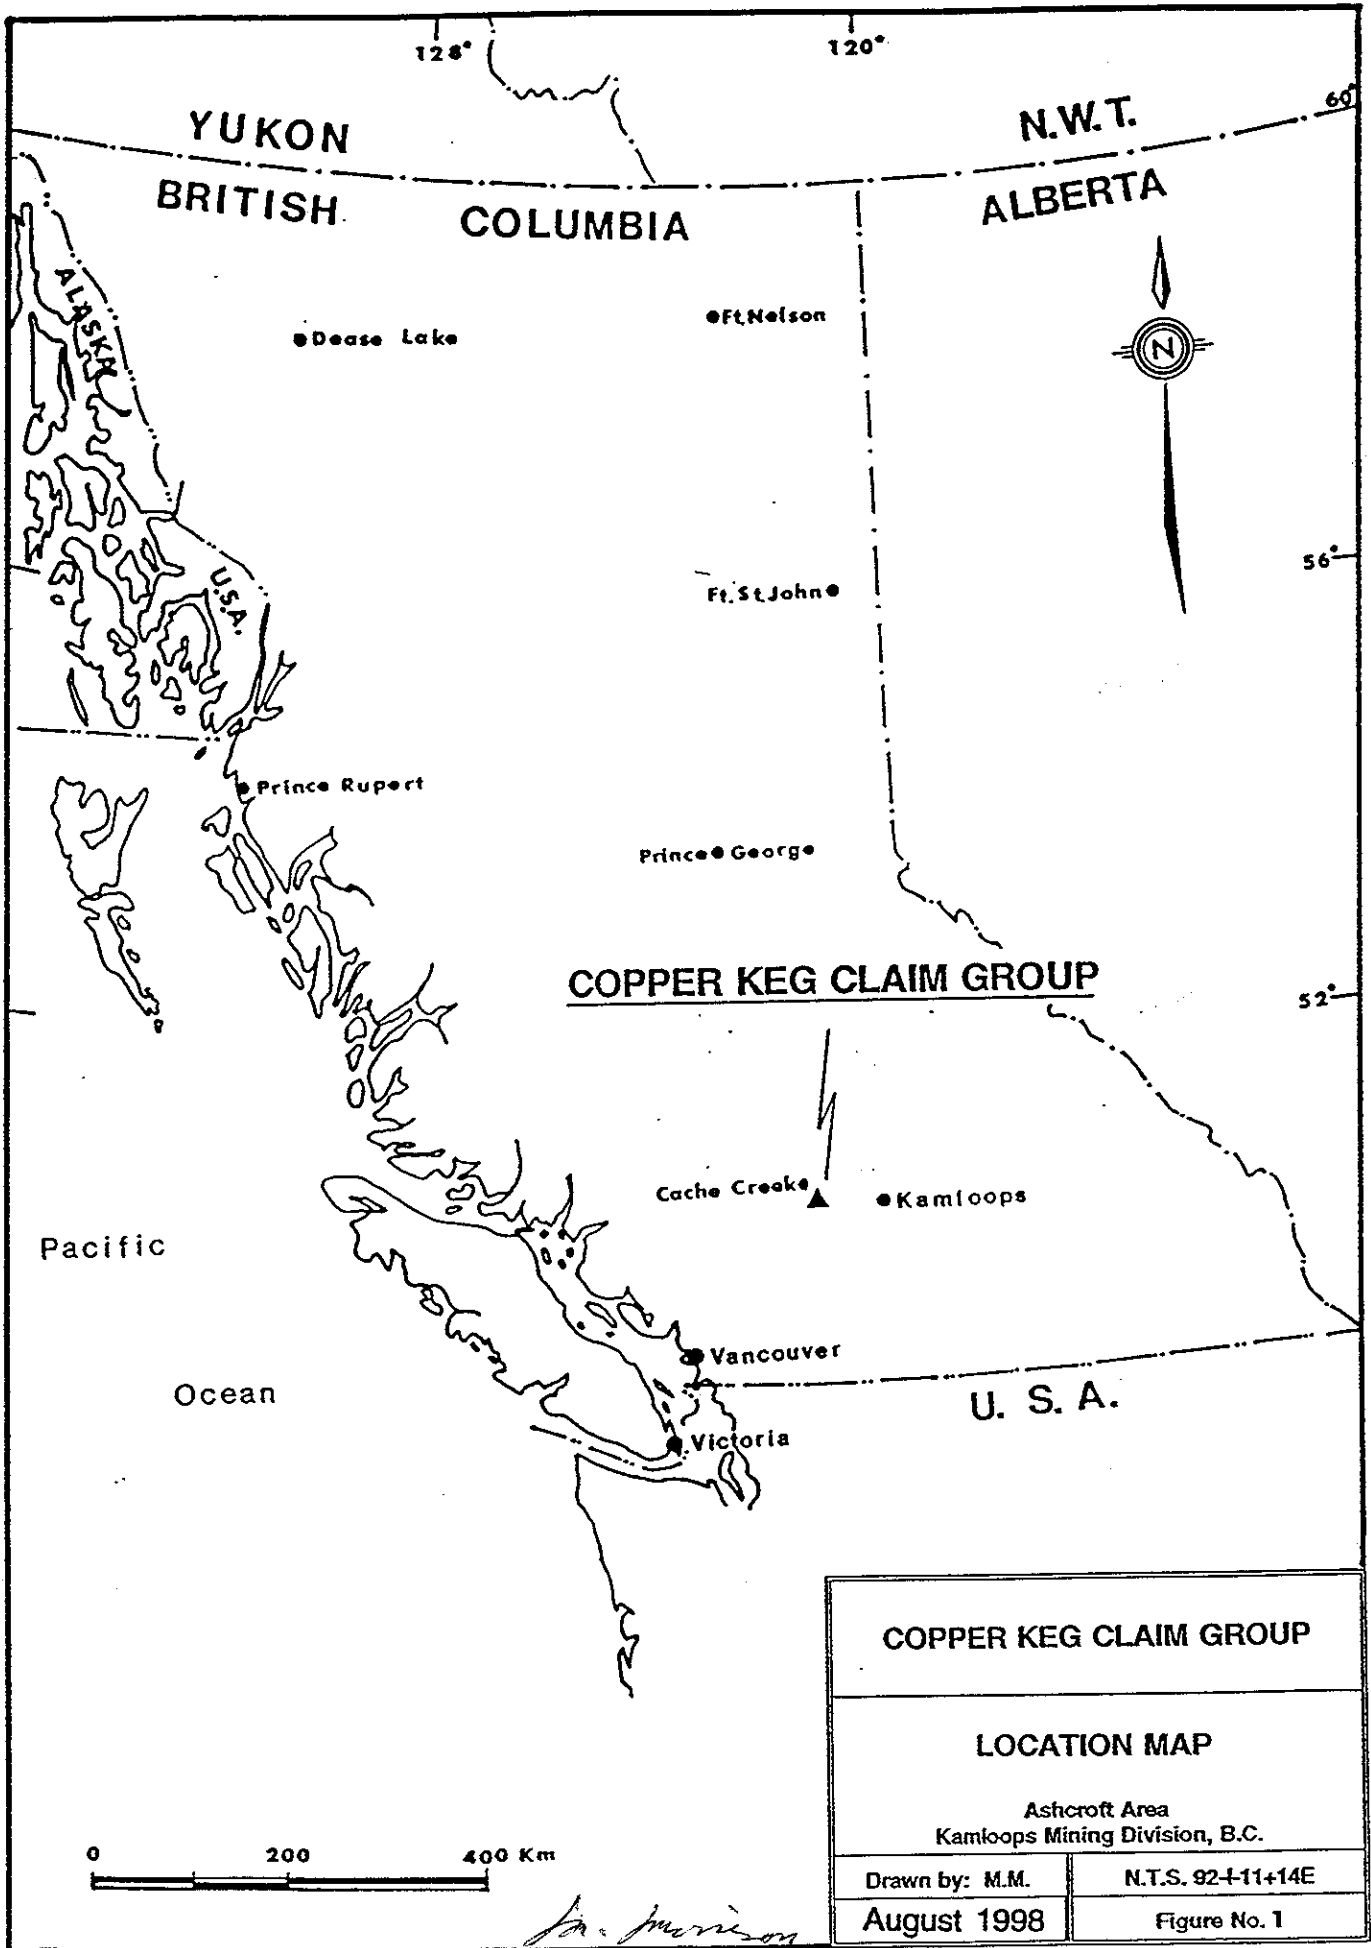 128°
120°
60°
YUKON
N.W.T.
BRITISH COLUMBIA
ALBERTA
ALASKA
Ft.Nelson
Dease Lake
N
56°
U.S.A.
Ft.St.John
Prince Rupert
Prince George
COPPER KEG CLAIM GROUP
52°
Cache Creek
Kamloops
Pacific
Vancouver
Ocean
U. S. A.
Victoria
COPPER KEG CLAIM GROUP
LOCATION MAP
Ashcroft Area
Kamloops Mining Division, B.C.
0 200 400 Km
Drawn by: M.M.
N.T.S. 92-I-11+14E
August 1998
Figure No. 1